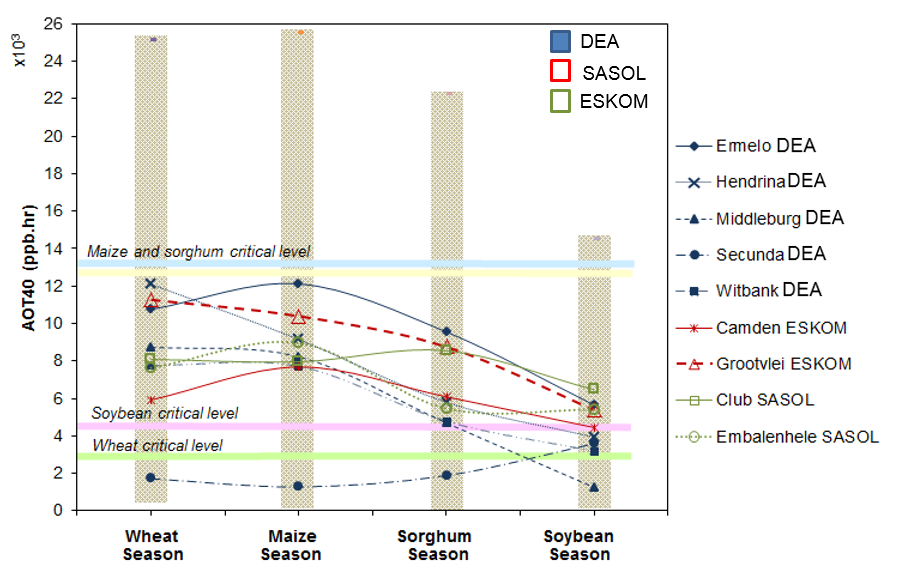 x10³
AOT40 (ppb.hr)
26
24
22
20
18
16
14
12
10
8
6
4
2
0
DEA
SASOL
ESKOM
Maize and sorghum critical level
Soybean critical level
Wheat critical level
Wheat
Season
Maize
Season
Sorghum
Season
Soybean
Season
Ermelo DEA
Hendrina DEA
Middleburg DEA
Secunda DEA
Witbank DEA
Camden ESKOM
Grootvlei ESKOM
Club SASOL
Embalenhele SASOL